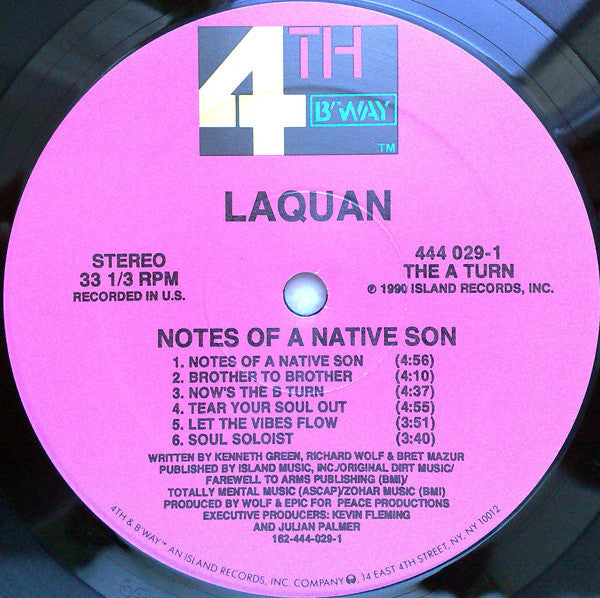 4TH
B'WAY
TM
LAQUAN
STEREO
33 1/3 RPM
RECORDED IN U.S.
444 029-1
THE A TURN
℗ 1990 ISLAND RECORDS, INC.
NOTES OF A NATIVE SON
1. NOTES OF A NATIVE SON (4:56)
2. BROTHER TO BROTHER (4:10)
3. NOW'S THE B TURN (4:37)
4. TEAR YOUR SOUL OUT (4:55)
5. LET THE VIBES FLOW (3:51)
6. SOUL SOLOIST (3:40)
WRITTEN BY KENNETH GREEN, RICHARD WOLF & BRET MAZUR
PUBLISHED BY ISLAND MUSIC, INC./ORIGINAL DIRT MUSIC/
FAREWELL TO ARMS PUBLISHING (BMI)/
TOTALLY MENTAL MUSIC (ASCAP)/ZOHAR MUSIC (BMI)
PRODUCED BY WOLF & EPIC FOR PEACE PRODUCTIONS
EXECUTIVE PRODUCERS: KEVIN FLEMING
AND JULIAN PALMER
162-444-029-1
4TH & B'WAY™ AN ISLAND RECORDS, INC. COMPANY, 14 EAST 4TH STREET, NY, NY 10012